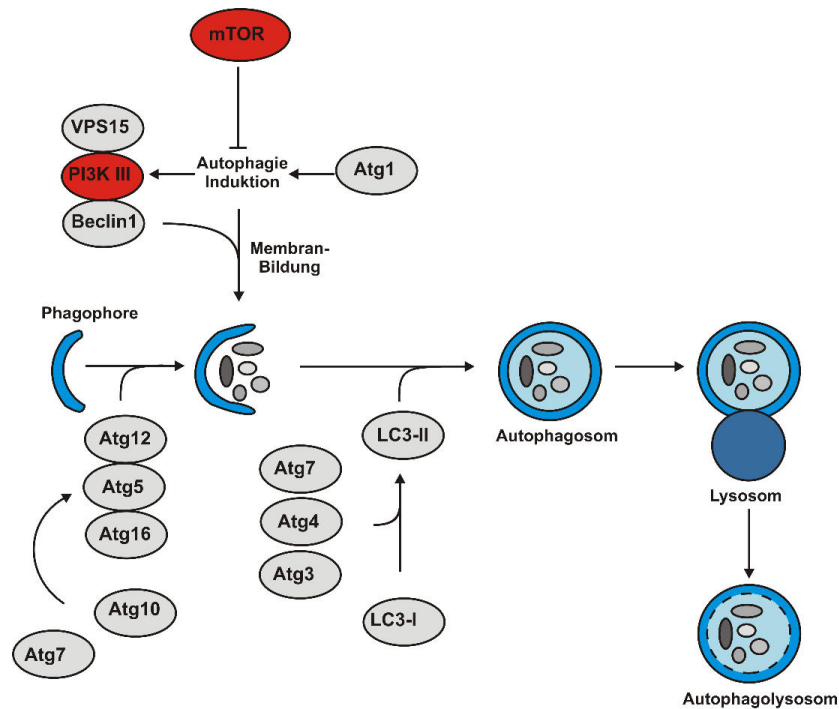 mTOR
VPS15
PI3K III
Beclin1
Autophagie
Induktion
Atg1
Membran-
Bildung
Phagophore
Atg12
Atg5
Atg16
Atg10
Atg7
Atg7
Atg4
Atg3
LC3-II
LC3-I
Autophagosom
Lysosom
Autophagolysosom